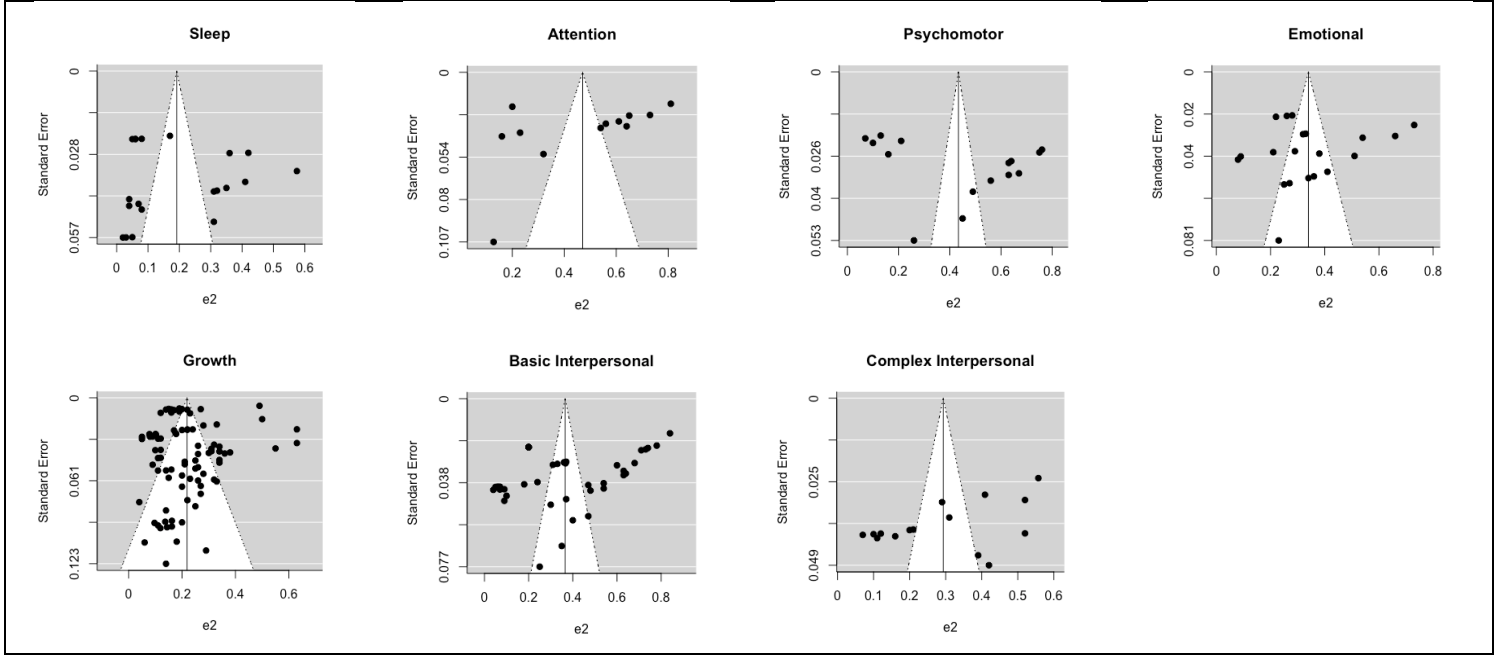 Sleep
Standard Error
0
0.028
0.057
0 0.1 0.2 0.3 0.4 0.5 0.6
e2
Attention
Standard Error
0
0.054
0.08
0.107
0.2 0.4 0.6 0.8
e2
Psychomotor
Standard Error
0
0.026
0.04
0.053
0 0.2 0.4 0.6 0.8
e2
Emotional
Standard Error
0
0.02
0.04
0.081
0 0.2 0.4 0.6 0.8
e2
Growth
Standard Error
0
0.061
0.123
0 0.2 0.4 0.6
e2
Basic Interpersonal
Standard Error
0
0.038
0.077
0 0.2 0.4 0.6 0.8
e2
Complex Interpersonal
Standard Error
0
0.025
0.049
0 0.1 0.2 0.3 0.4 0.5 0.6
e2